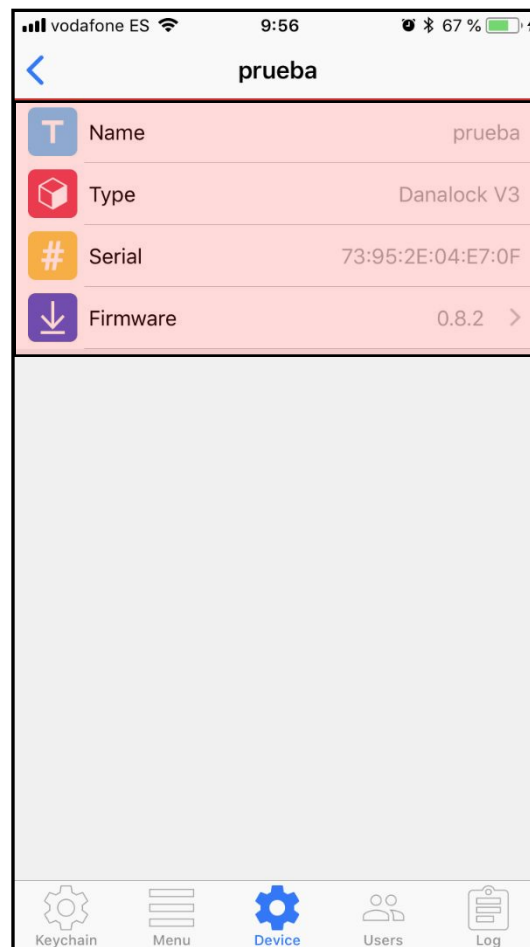 vodafone ES 9:56 67 %
prueba
T Name prueba
Type Danalock V3
# Serial 73:95:2E:04:E7:0F
Firmware 0.8.2
Keychain Menu Device Users Log